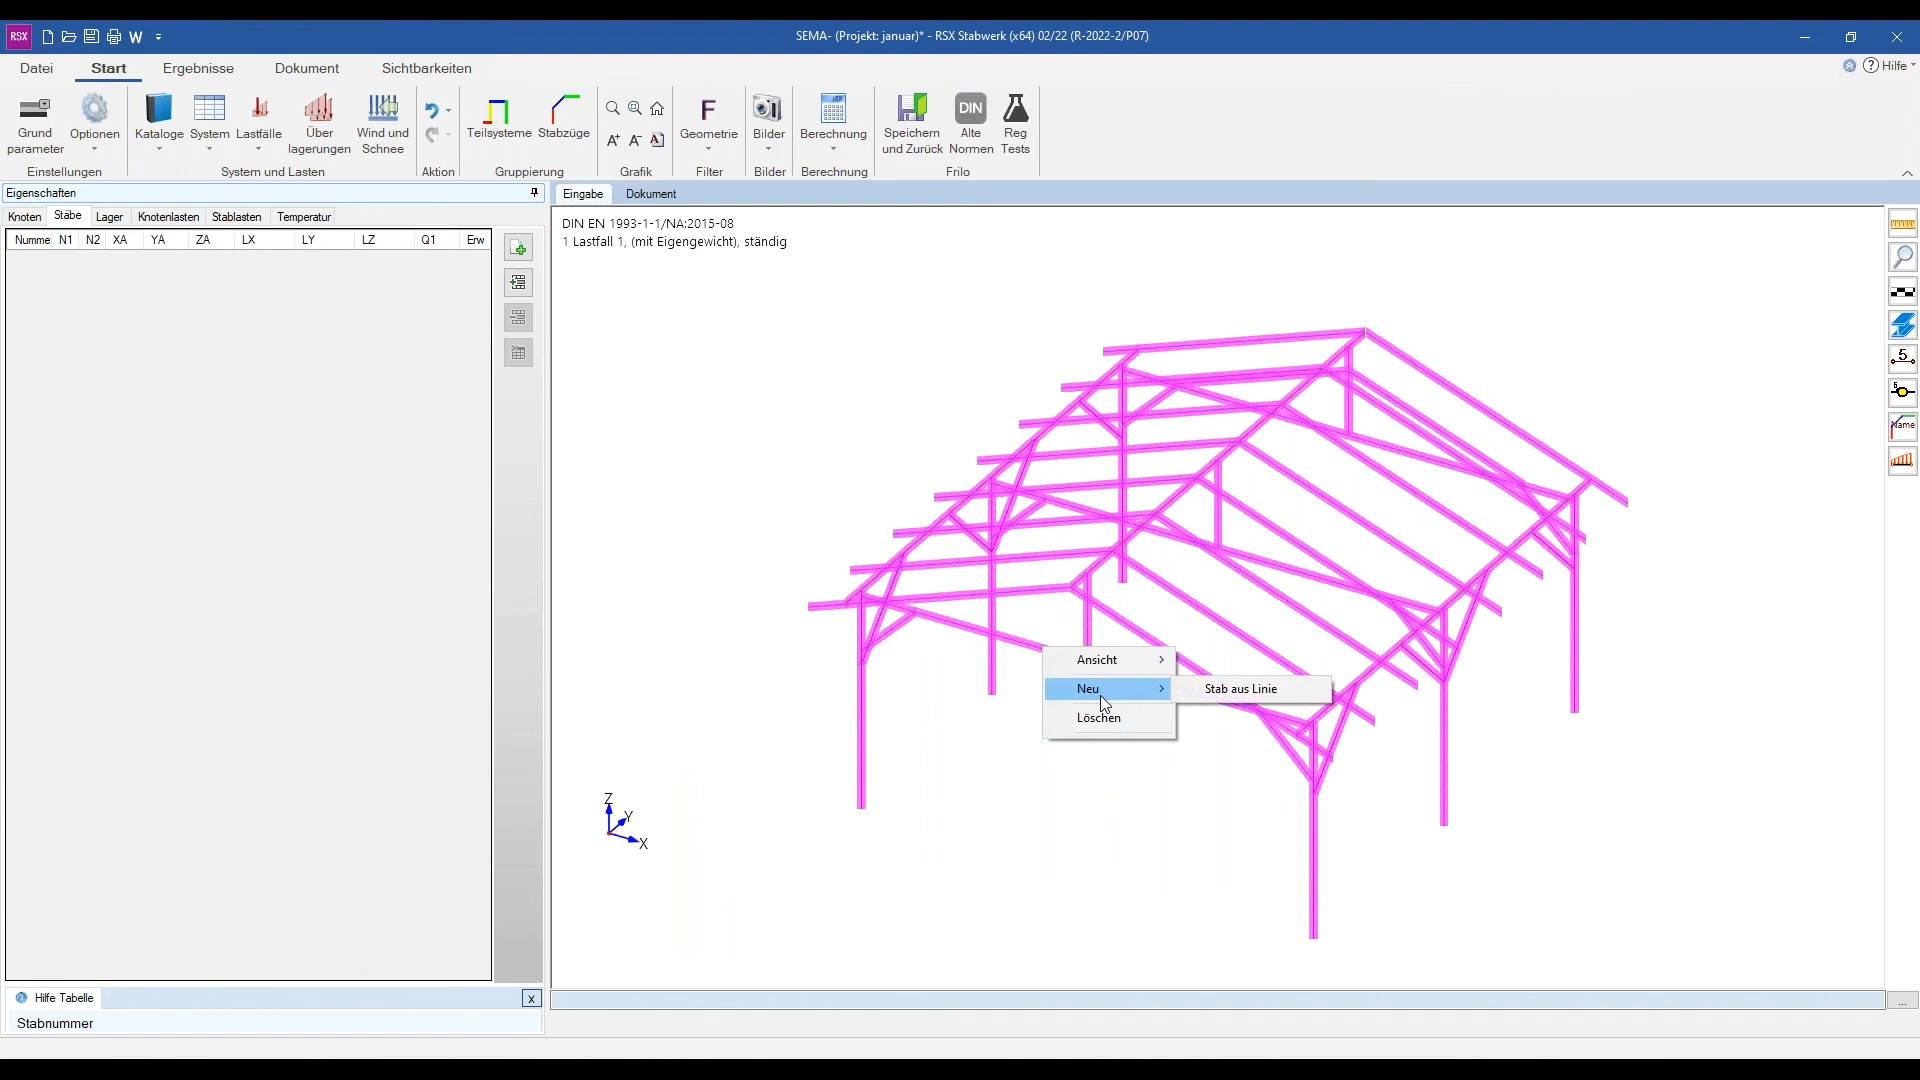 RSX W SEMA- (Projekt: januar)* - RSX Stabwerk (x64) 02/22 (R-2022-2/P07)
Datei Start Ergebnisse Dokument Sichtbarkeiten Hilfe
Grund
parameter
Optionen
Einstellungen
Kataloge
System
Lastfälle
Über
lagerungen
Wind und
Schnee
System und Lasten
Aktion
Teilsysteme
Stabzüge
Gruppierung
A+ A- A
Grafik
F
Geometrie
Filter
Bilder
Bilder
Berechnung
Berechnung
Speichern
und Zurück
DIN
Alte
Normen
Reg
Tests
Frilo
Eigenschaften
Eingabe Dokument
Knoten Stäbe Lager Knotenlasten Stablasten Temperatur
Numme N1 N2 XA YA ZA LX LY LZ Q1 Erw
DIN EN 1993-1-1/NA:2015-08
1 Lastfall 1, (mit Eigengewicht), ständig
5
Name
Ansicht
Neu
Stab aus Linie
Löschen
Z
Y
X
Hilfe Tabelle x
Stabnummer
...